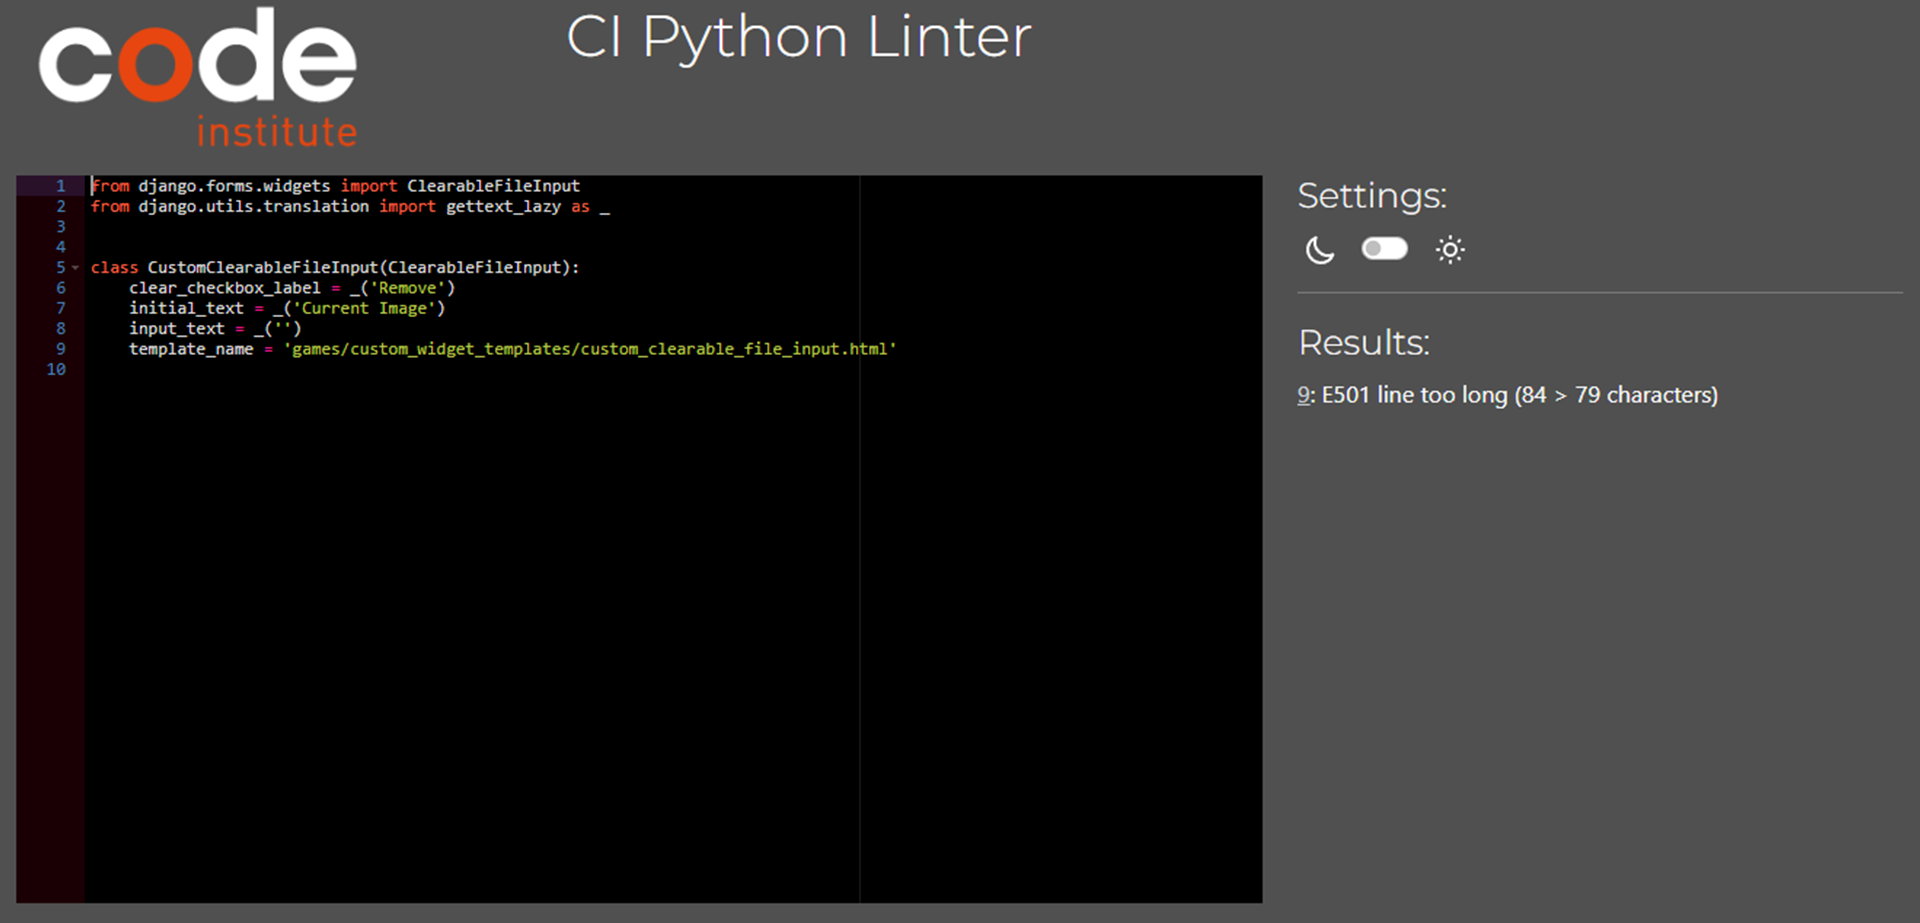 code
institute
CI Python Linter
1 from django.forms.widgets import ClearableFileInput
2 from django.utils.translation import gettext_lazy as _
3
4
5 class CustomClearableFileInput(ClearableFileInput):
6     clear_checkbox_label = _('Remove')
7     initial_text = _('Current Image')
8     input_text = _('')
9     template_name = 'games/custom_widget_templates/custom_clearable_file_input.html'
10
Settings:
Results:
9: E501 line too long (84 > 79 characters)